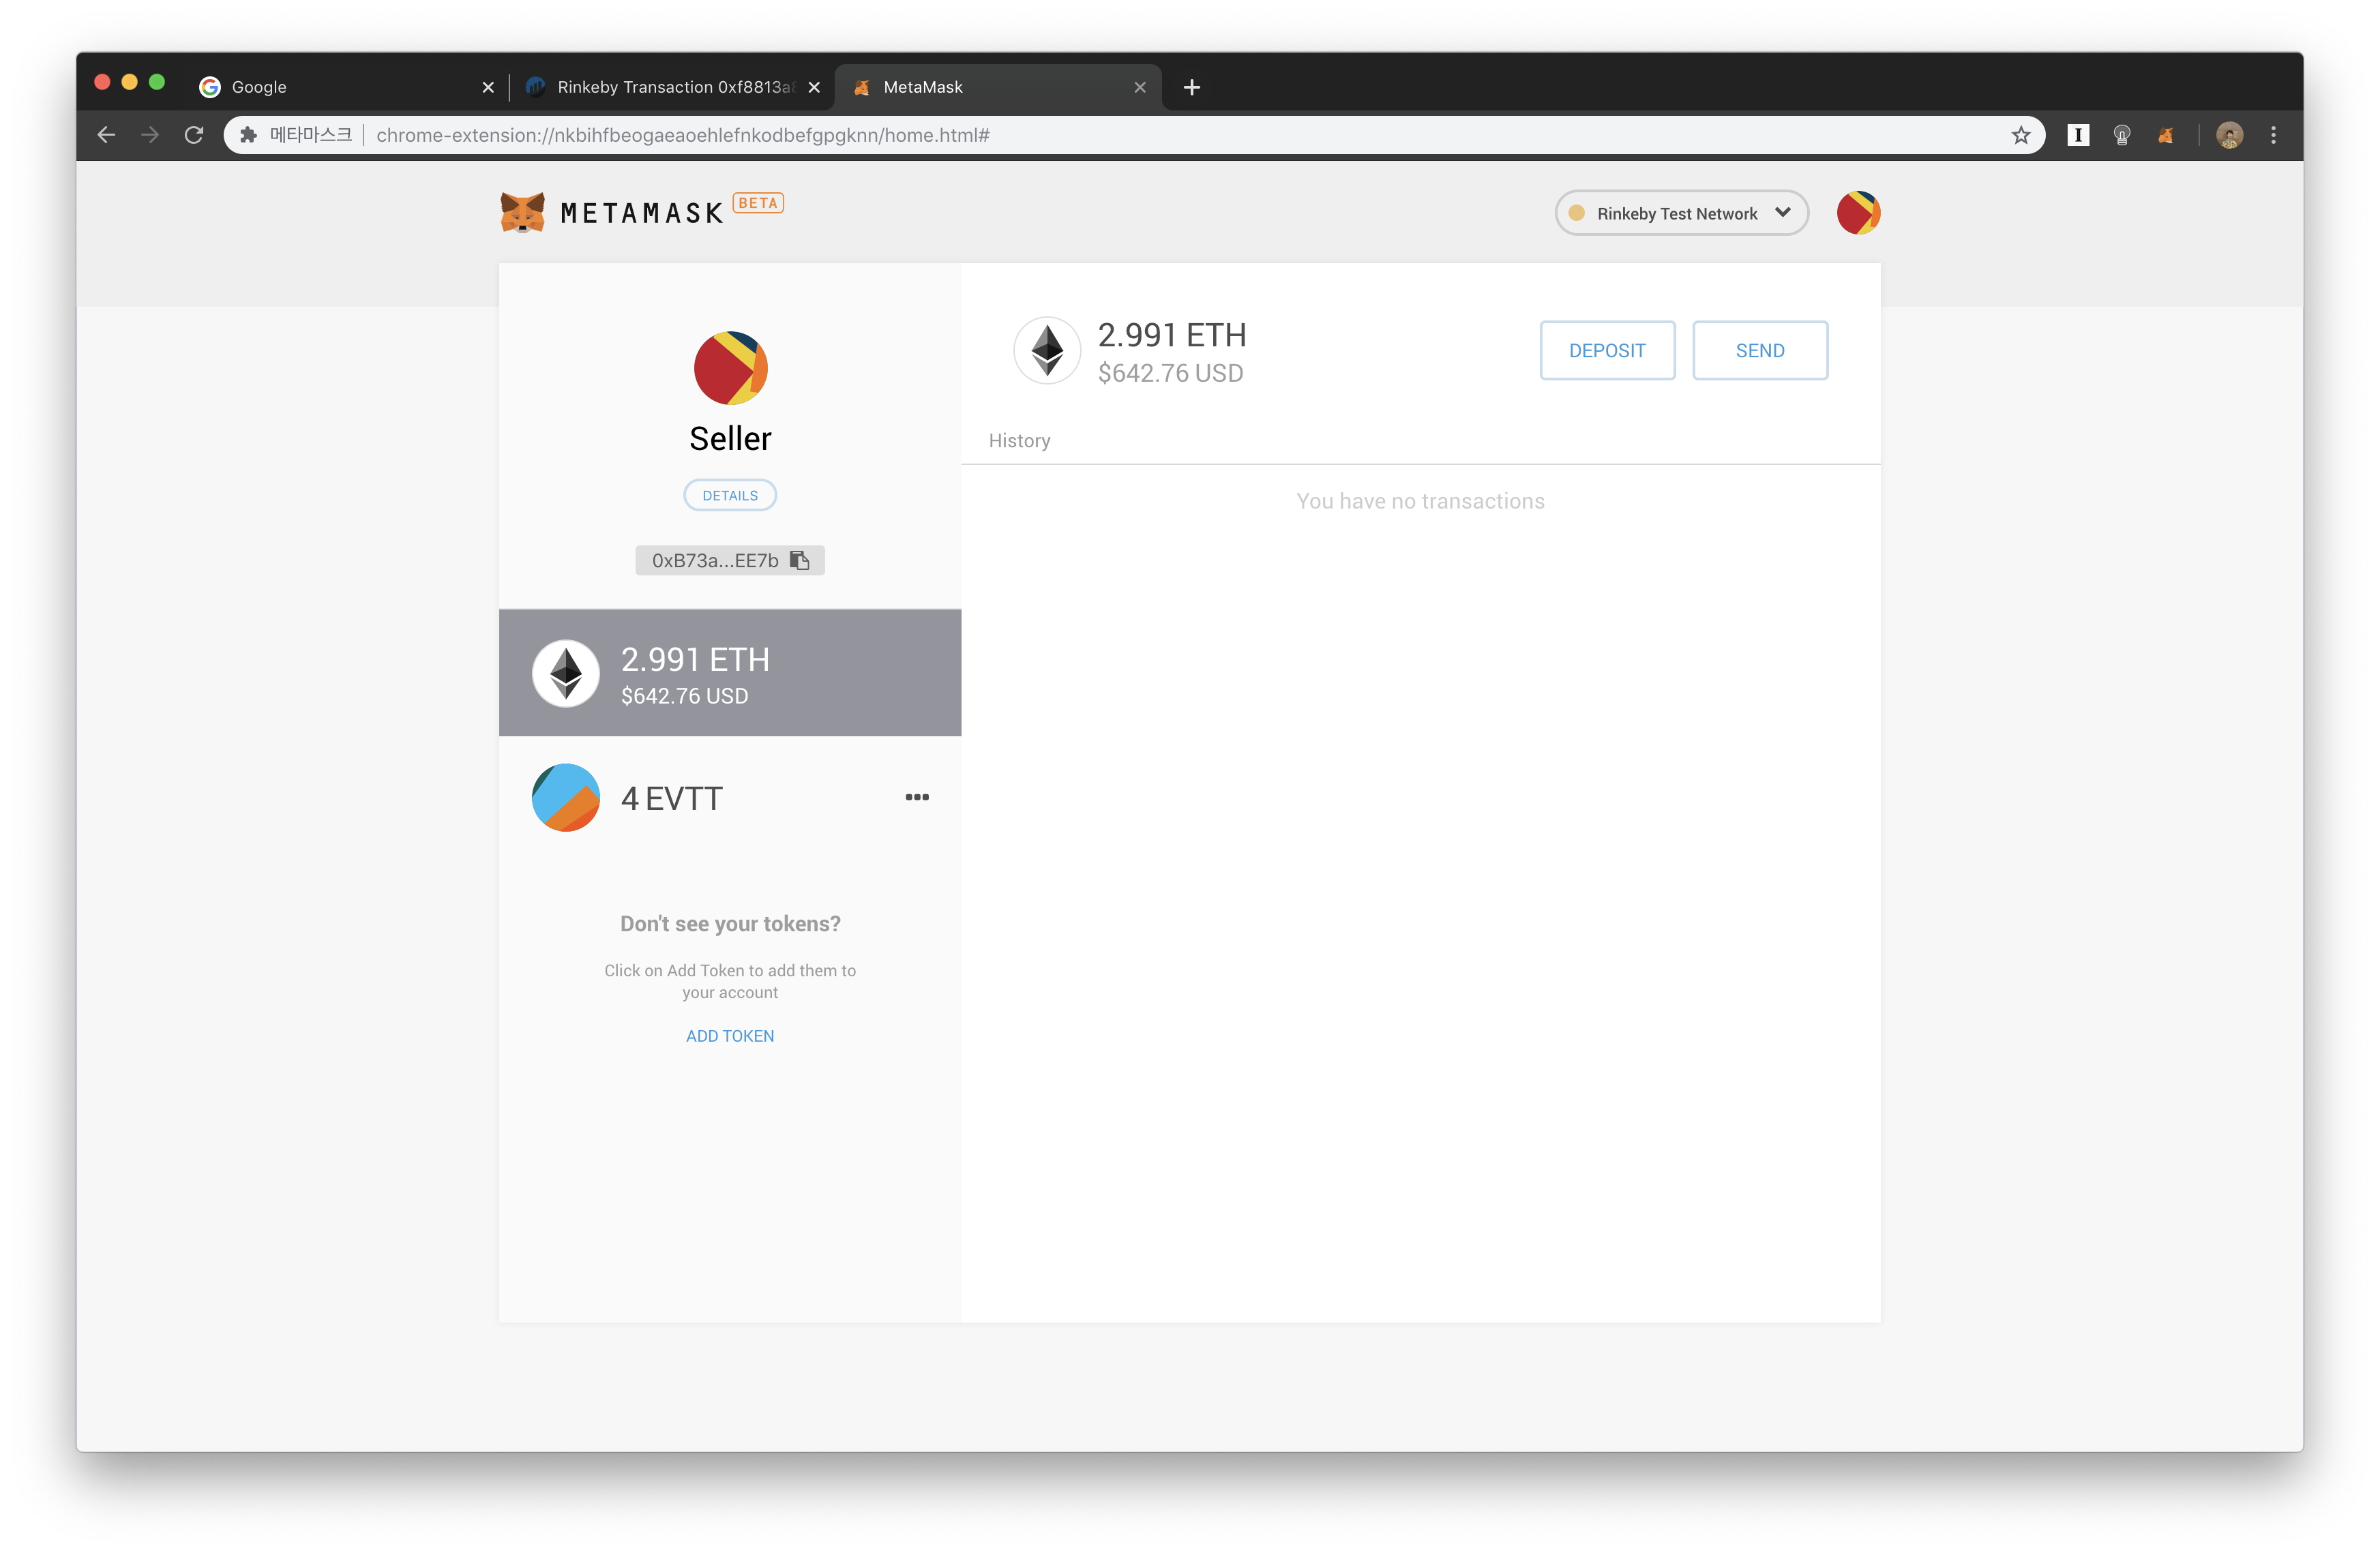 Google
Rinkeby Transaction 0xf8813a
MetaMask
메타마스크 chrome-extension://nkbihfbeogaeaoehlefnkodbefgpgknn/home.html#
METAMASK BETA
Rinkeby Test Network
Seller
DETAILS
0xB73a...EE7b
2.991 ETH
$642.76 USD
4 EVTT
Don't see your tokens?
Click on Add Token to add them to
your account
ADD TOKEN
2.991 ETH
$642.76 USD
DEPOSIT
SEND
History
You have no transactions